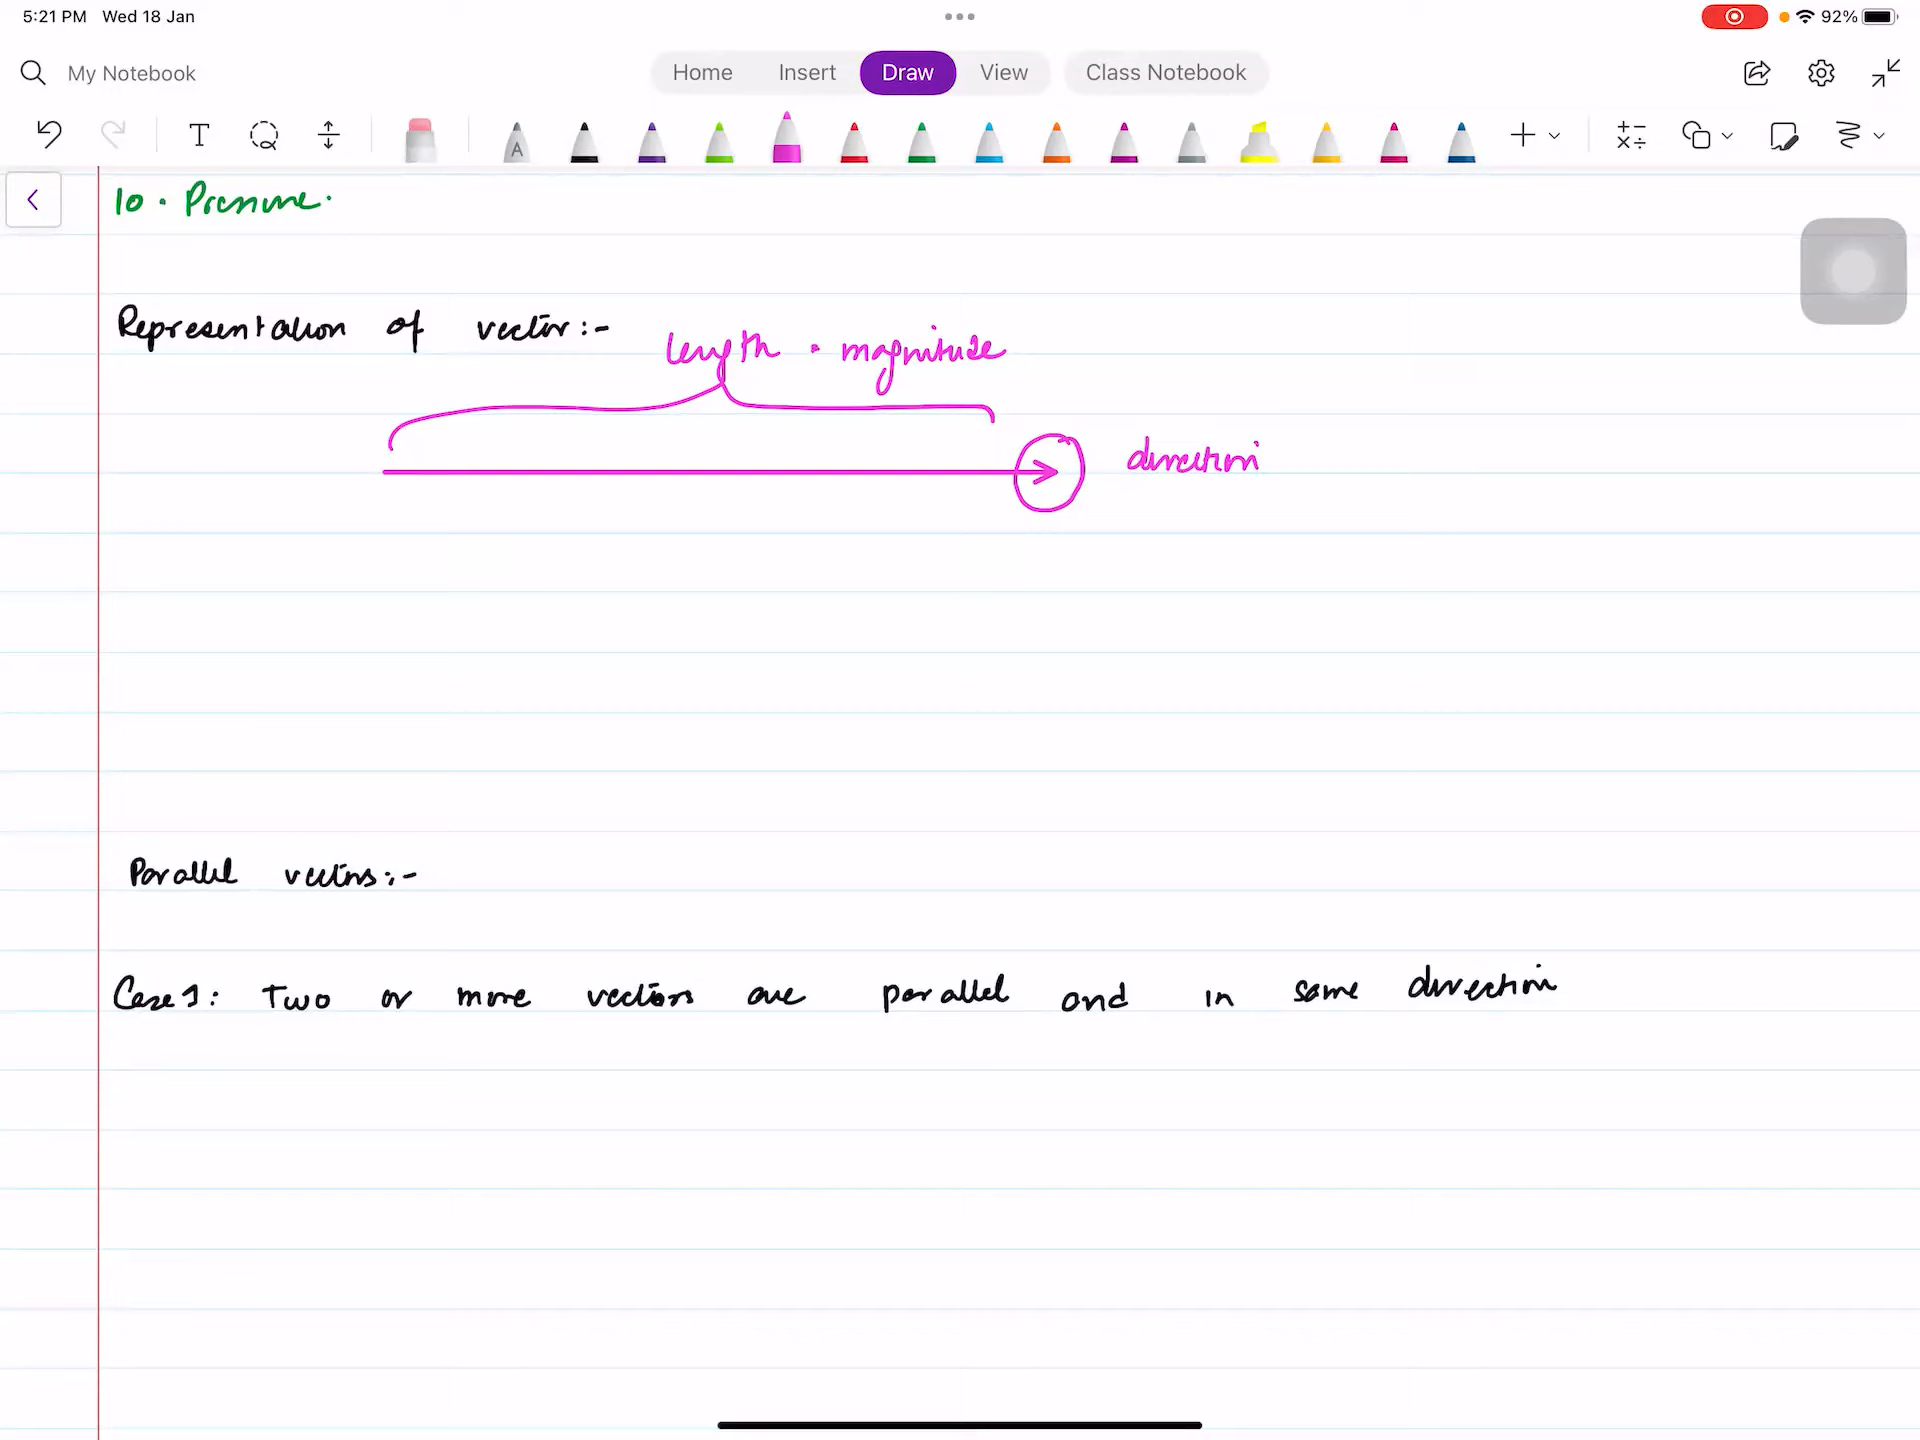 5:21 PM Wed 18 Jan
92%
My Notebook
Home Insert Draw View Class Notebook
T
A
10. Pressure.
Representation of vector:-
length . magnitude
direction
Parallel vectors:-
Case 1: Two or more vectors are parallel and in same direction